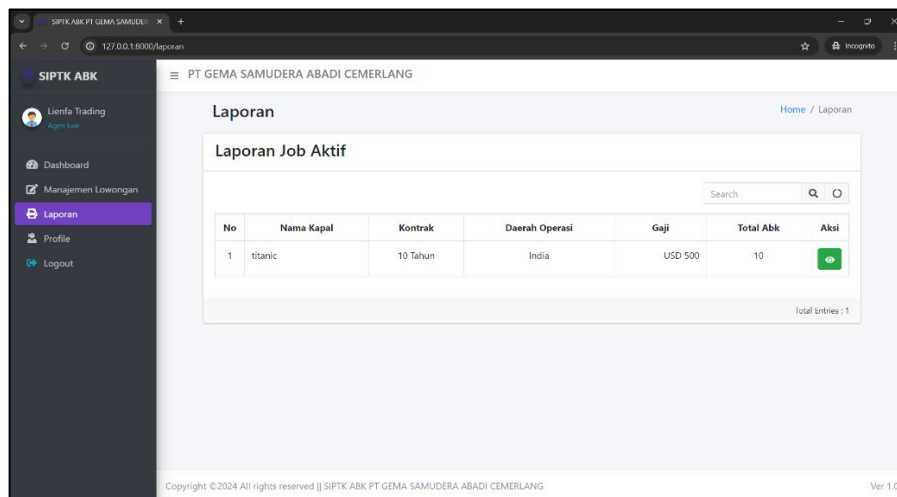 SIPTK ABK PT GEMA SAMUDER
127.0.0.1:8000/laporan
Incognito
SIPTK ABK
PT GEMA SAMUDERA ABADI CEMERLANG
Lienfa Trading
Agen luar
Dashboard
Manajemen Lowongan
Laporan
Profile
Logout
Laporan
Home / Laporan
Laporan Job Aktif
Search
No Nama Kapal Kontrak Daerah Operasi Gaji Total Abk Aksi
1 titanic 10 Tahun India USD 500 10
Total Entries : 1
Copyright ©2024 All rights reserved || SIPTK ABK PT GEMA SAMUDERA ABADI CEMERLANG
Ver 1.0